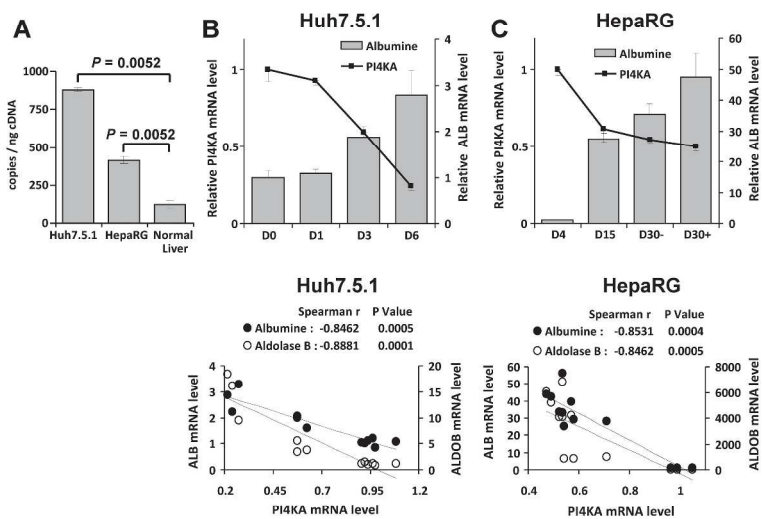 A
P = 0.0052
P = 0.0052
copies / ng cDNA
1000
750
500
250
0
Huh7.5.1 HepaRG Normal Liver
B
Huh7.5.1
Albumine
PI4KA
Relative PI4KA mRNA level
1
0.5
0
Relative ALB mRNA level
4
3
2
1
0
D0 D1 D3 D6
C
HepaRG
Albumine
PI4KA
Relative PI4KA mRNA level
1
0.5
0
Relative ALB mRNA level
60
50
40
30
20
10
0
D4 D15 D30- D30+
Huh7.5.1
Spearman r P Value
Albumine : -0.8462 0.0005
Aldolase B : -0.8881 0.0001
ALB mRNA level
4
3
2
1
0
ALDOB mRNA level
20
15
10
5
0
0.2 0.45 0.7 0.95 1.2
PI4KA mRNA level
HepaRG
Spearman r P Value
Albumine : -0.8531 0.0004
Aldolase B : -0.8462 0.0005
ALB mRNA level
60
50
40
30
20
10
0
ALDOB mRNA level
8000
6000
4000
2000
0
0.4 0.6 0.8 1
PI4KA mRNA level